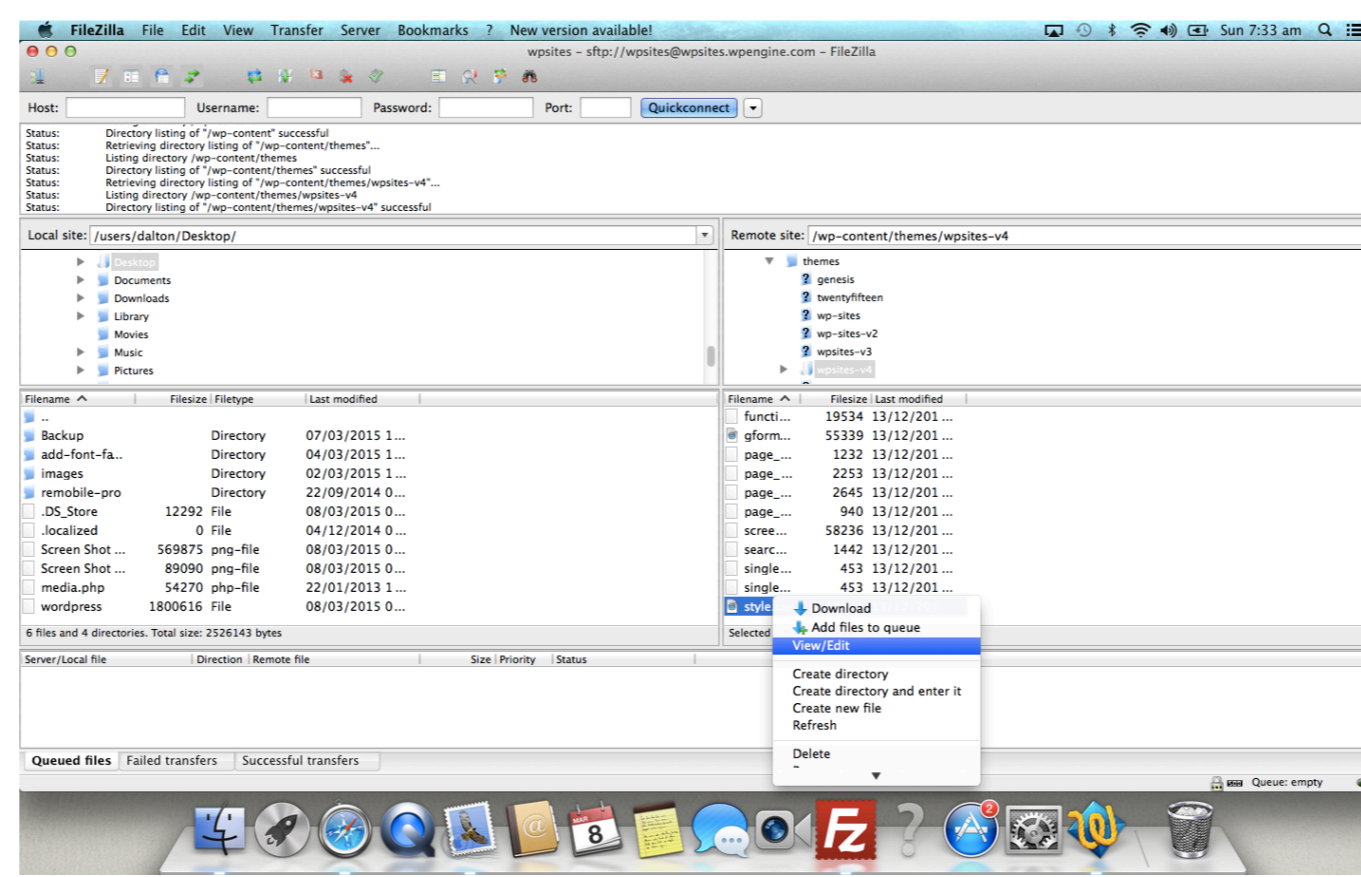 FileZilla File Edit View Transfer Server Bookmarks ? New version available! Sun 7:33 am
wpsites – sftp://wpsites@wpsites.wpengine.com – FileZilla
Host: Username: Password: Port: Quickconnect
Status: Directory listing of "/wp-content" successful
Status: Retrieving directory listing of "/wp-content/themes"...
Status: Listing directory /wp-content/themes
Status: Directory listing of "/wp-content/themes" successful
Status: Retrieving directory listing of "/wp-content/themes/wpsites-v4"...
Status: Listing directory /wp-content/themes/wpsites-v4
Status: Directory listing of "/wp-content/themes/wpsites-v4" successful
Local site: /users/dalton/Desktop/
Desktop
Documents
Downloads
Library
Movies
Music
Pictures
Remote site: /wp-content/themes/wpsites-v4
themes
genesis
twentyfifteen
wp-sites
wp-sites-v2
wpsites-v3
wpsites-v4
Filename Filesize Filetype Last modified
..
Backup Directory 07/03/2015 1...
add-font-fa... Directory 04/03/2015 1...
images Directory 02/03/2015 1...
remobile-pro Directory 22/09/2014 0...
.DS_Store 12292 File 08/03/2015 0...
.localized 0 File 04/12/2014 0...
Screen Shot ... 569875 png-file 08/03/2015 0...
Screen Shot ... 89090 png-file 08/03/2015 0...
media.php 54270 php-file 22/01/2013 1...
wordpress 1800616 File 08/03/2015 0...
6 files and 4 directories. Total size: 2526143 bytes
Filename Filesize Last modified
functi... 19534 13/12/201 ...
gform... 55339 13/12/201 ...
page_... 1232 13/12/201 ...
page_... 2253 13/12/201 ...
page_... 2645 13/12/201 ...
page_... 940 13/12/201 ...
scree... 58236 13/12/201 ...
searc... 1442 13/12/201 ...
single... 453 13/12/201 ...
single... 453 13/12/201 ...
style
Selected
Download
Add files to queue
View/Edit
Create directory
Create directory and enter it
Create new file
Refresh
Delete
Server/Local file Direction Remote file Size Priority Status
Queued files Failed transfers Successful transfers
Queue: empty
MAR
8
@
Fz
?
2